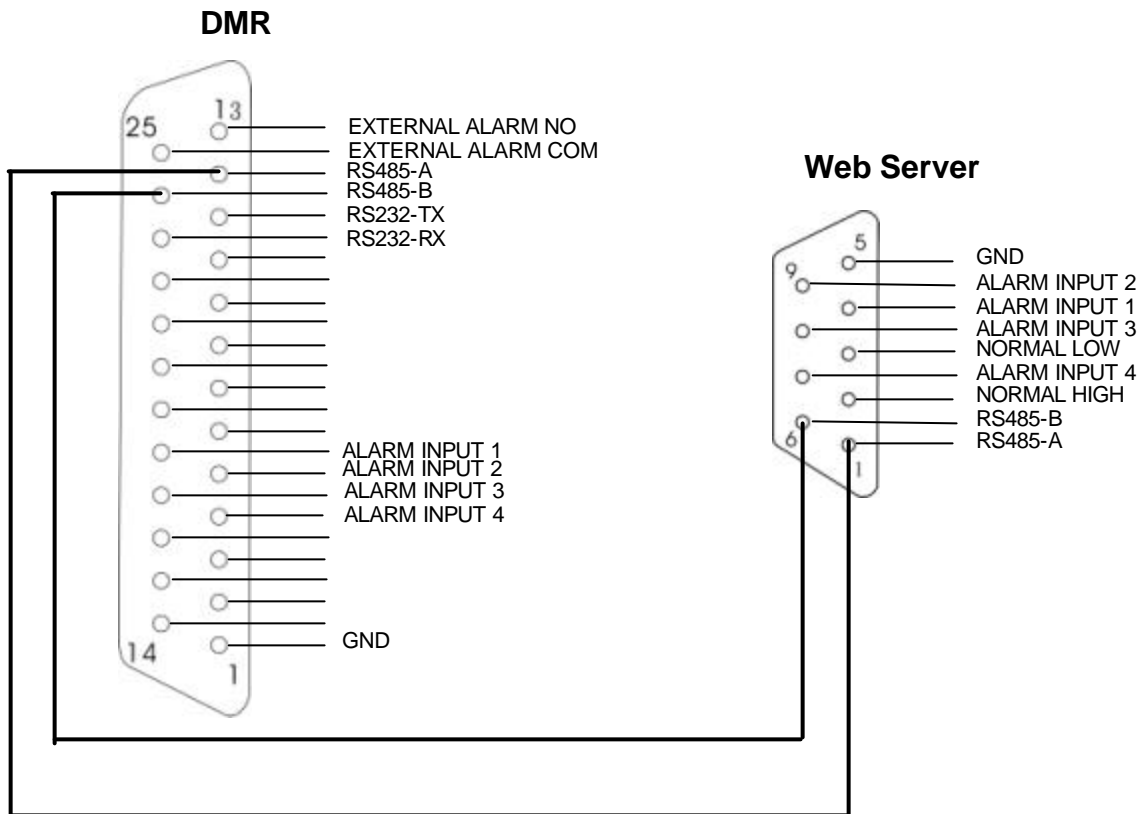 DMR
13
25
EXTERNAL ALARM NO
EXTERNAL ALARM COM
RS485-A
RS485-B
RS232-TX
RS232-RX
ALARM INPUT 1
ALARM INPUT 2
ALARM INPUT 3
ALARM INPUT 4
GND
14
1
Web Server
5
9
GND
ALARM INPUT 2
ALARM INPUT 1
ALARM INPUT 3
NORMAL LOW
ALARM INPUT 4
NORMAL HIGH
RS485-B
RS485-A
6
1